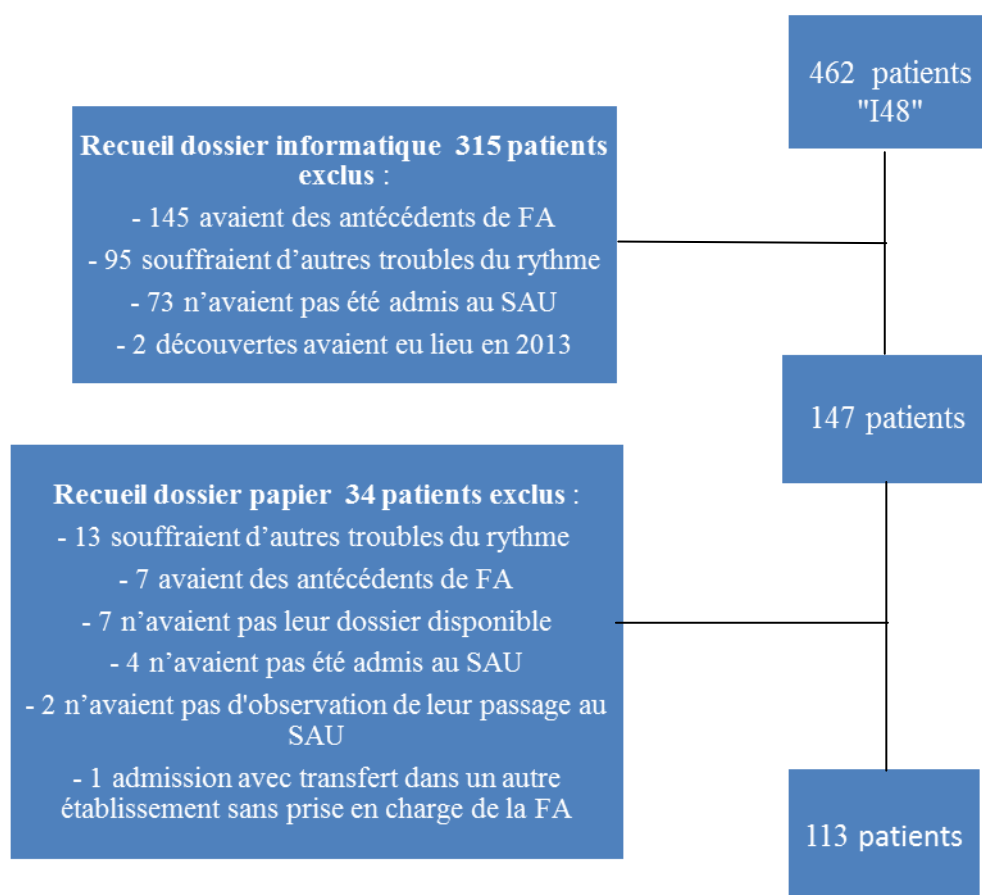 462 patients
"I48"
Recueil dossier informatique 315 patients
exclus :
- 145 avaient des antécédents de FA
- 95 souffraient d’autres troubles du rythme
- 73 n’avaient pas été admis au SAU
- 2 découvertes avaient eu lieu en 2013
147 patients
Recueil dossier papier 34 patients exclus :
- 13 souffraient d’autres troubles du rythme
- 7 avaient des antécédents de FA
- 7 n’avaient pas leur dossier disponible
- 4 n’avaient pas été admis au SAU
- 2 n’avaient pas d'observation de leur passage au
SAU
- 1 admission avec transfert dans un autre
établissement sans prise en charge de la FA
113 patients